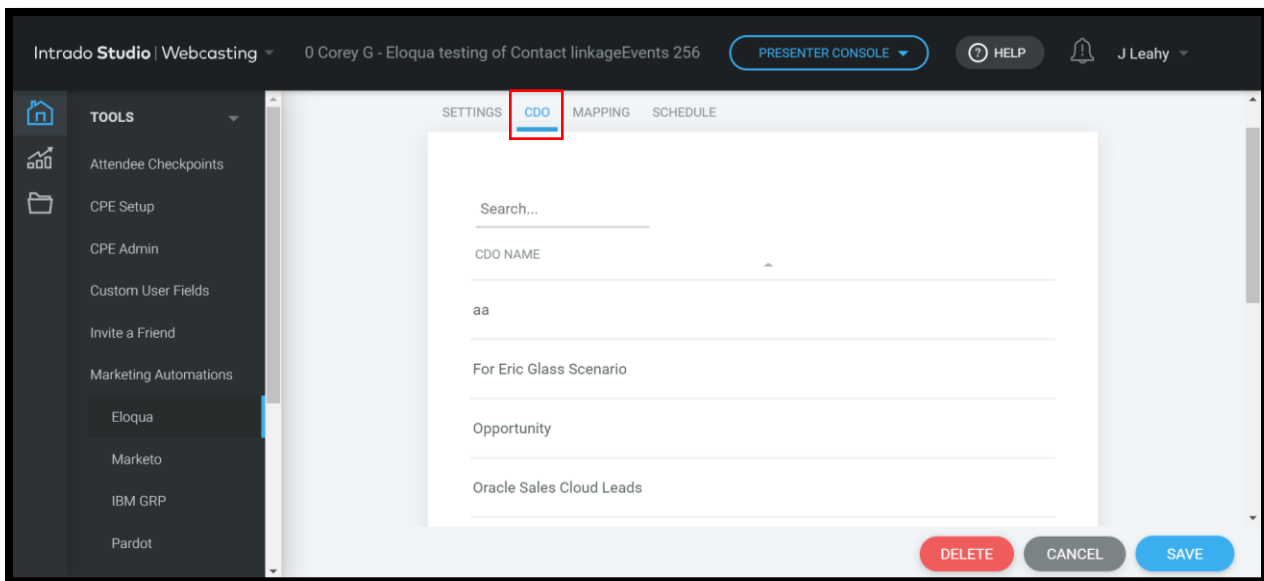 Intrado Studio | Webcasting
0 Corey G - Eloqua testing of Contact linkageEvents 256
PRESENTER CONSOLE
? HELP
J Leahy
TOOLS
Attendee Checkpoints
CPE Setup
CPE Admin
Custom User Fields
Invite a Friend
Marketing Automations
Eloqua
Marketo
IBM GRP
Pardot
SETTINGS CDO MAPPING SCHEDULE
Search...
CDO NAME
aa
For Eric Glass Scenario
Opportunity
Oracle Sales Cloud Leads
DELETE CANCEL SAVE